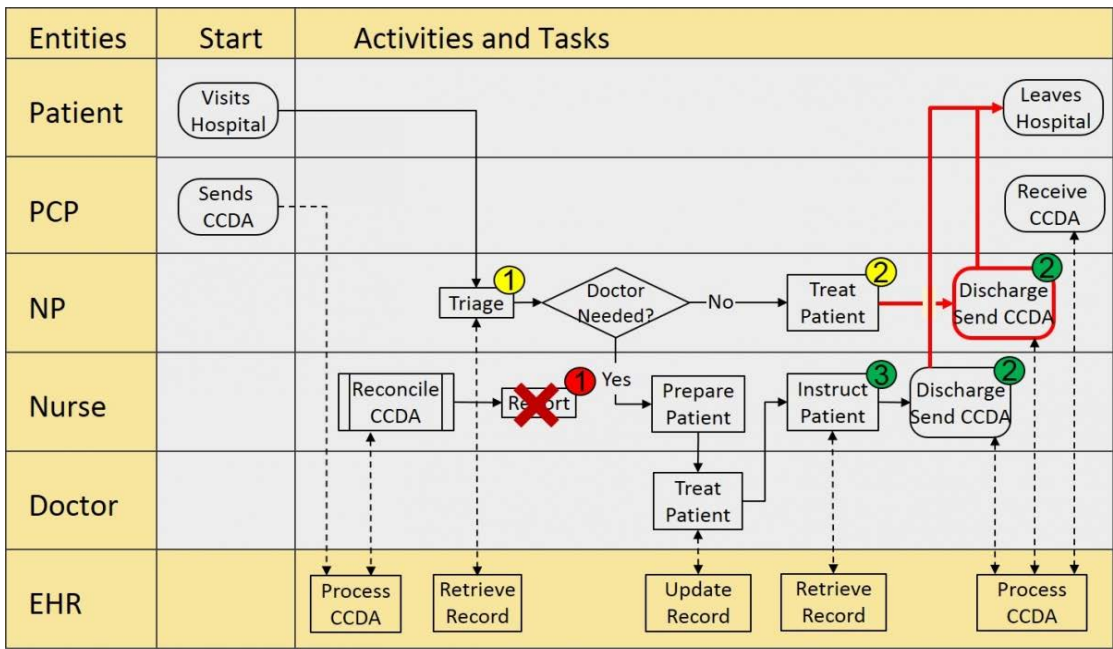 Entities Start Activities and Tasks
Patient
Visits
Hospital
Leaves
Hospital
PCP
Sends
CCDA
Receive
CCDA
NP
1
Triage
Doctor
Needed?
No
2
Treat
Patient
2
Discharge
Send CCDA
Nurse
Reconcile
CCDA
1
Yes
Prepare
Patient
3
Instruct
Patient
2
Discharge
Send CCDA
Doctor
Treat
Patient
EHR
Process
CCDA
Retrieve
Record
Update
Record
Retrieve
Record
Process
CCDA